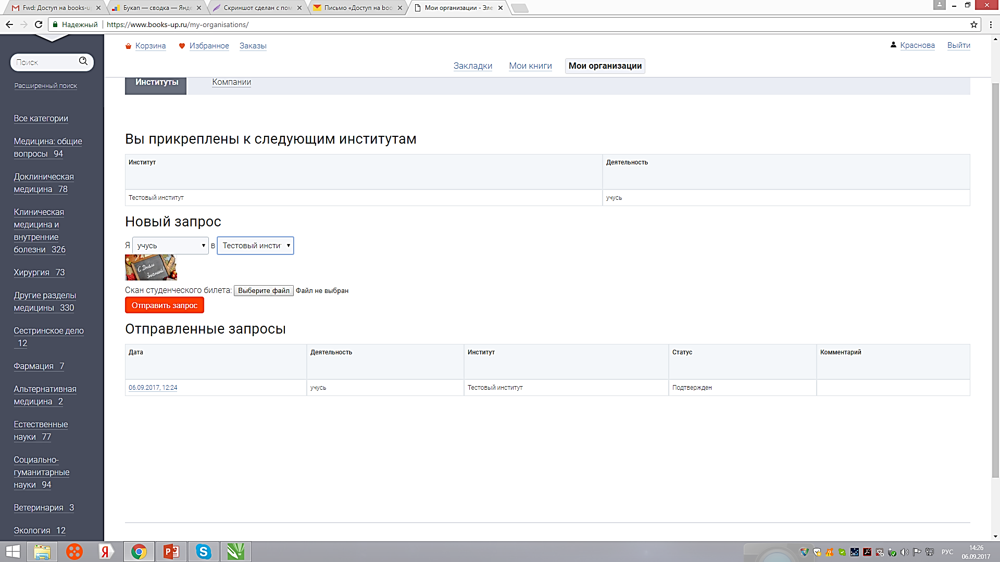 Fwd: Доступ на books-u
Букап — сводка — Янде
Скриншот сделан с пом
Письмо «Доступ на boo
Мои организации - Эле
Надежный
https://www.books-up.ru/my-organisations/
Корзина
Избранное
Заказы
Краснова
Выйти
Закладки
Мои книги
Мои организации
Институты
Компании
Поиск
Расширенный поиск
Все категории
Медицина: общие
вопросы 94
Доклиническая
медицина 78
Клиническая
медицина и
внутренние
болезни 326
Хирургия 73
Другие разделы
медицины 330
Сестринское дело
12
Фармация 7
Альтернативная
медицина 2
Естественные
науки 77
Социально-
гуманитарные
науки 94
Ветеринария 3
Экология 12
Вы прикреплены к следующим институтам
Институт Деятельность
Тестовый институт учусь
Новый запрос
Я учусь в Тестовый инсти
С Днём
Знаний!
Скан студенческого билета: Выберите файл Файл не выбран
Отправить запрос
Отправленные запросы
Дата Деятельность Институт Статус Комментарий
06.09.2017, 12:24 учусь Тестовый институт Подтвержден
РУС
14:26
06.09.2017